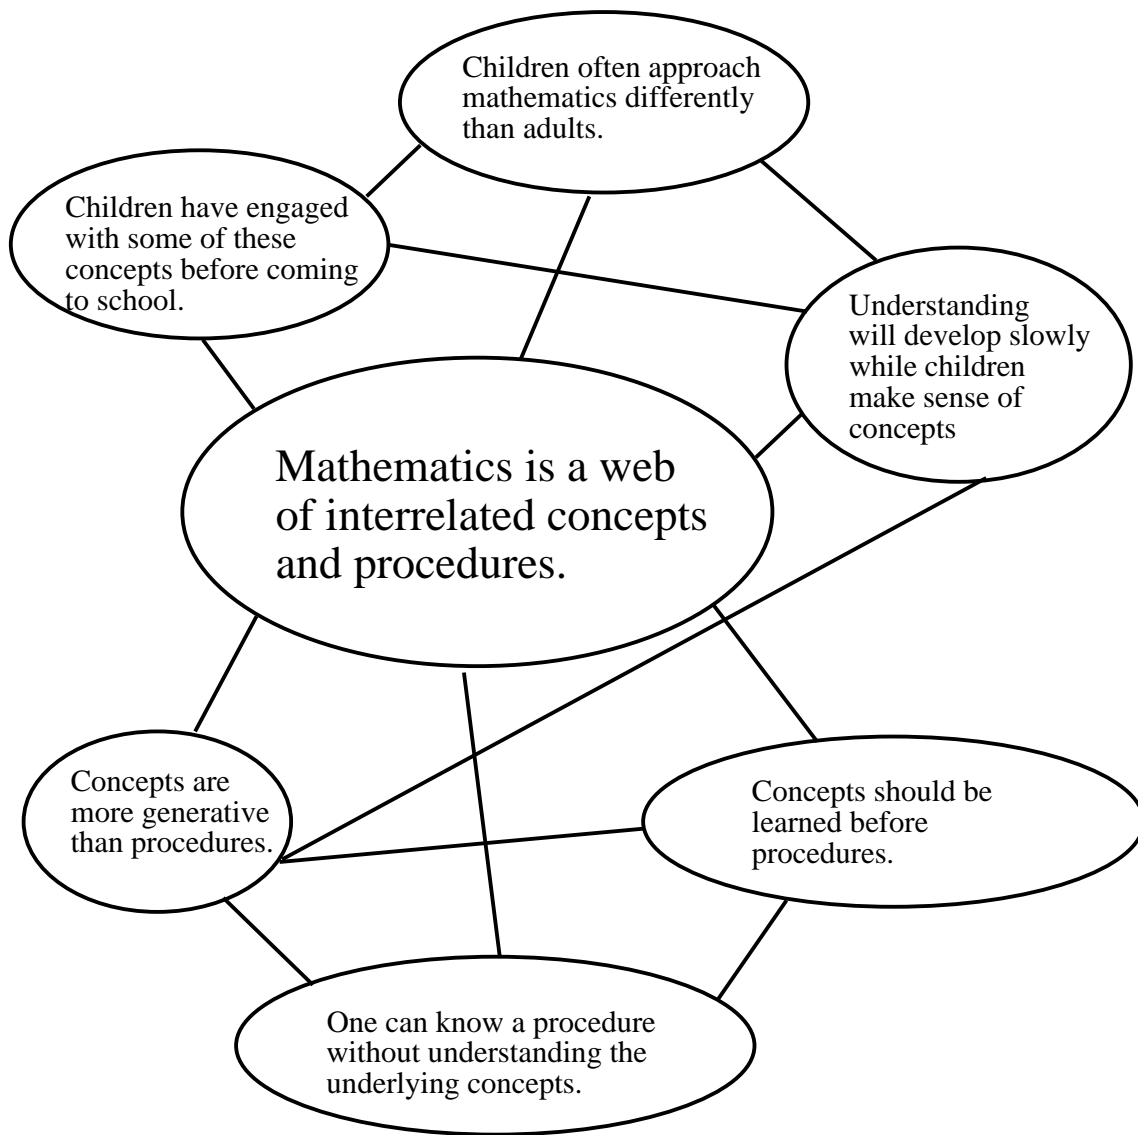 Children often approach
mathematics differently
than adults.
Children have engaged
with some of these
concepts before coming
to school.
Understanding
will develop slowly
while children
make sense of
concepts
Mathematics is a web
of interrelated concepts
and procedures.
Concepts are
more generative
than procedures.
Concepts should be
learned before
procedures.
One can know a procedure
without understanding the
underlying concepts.